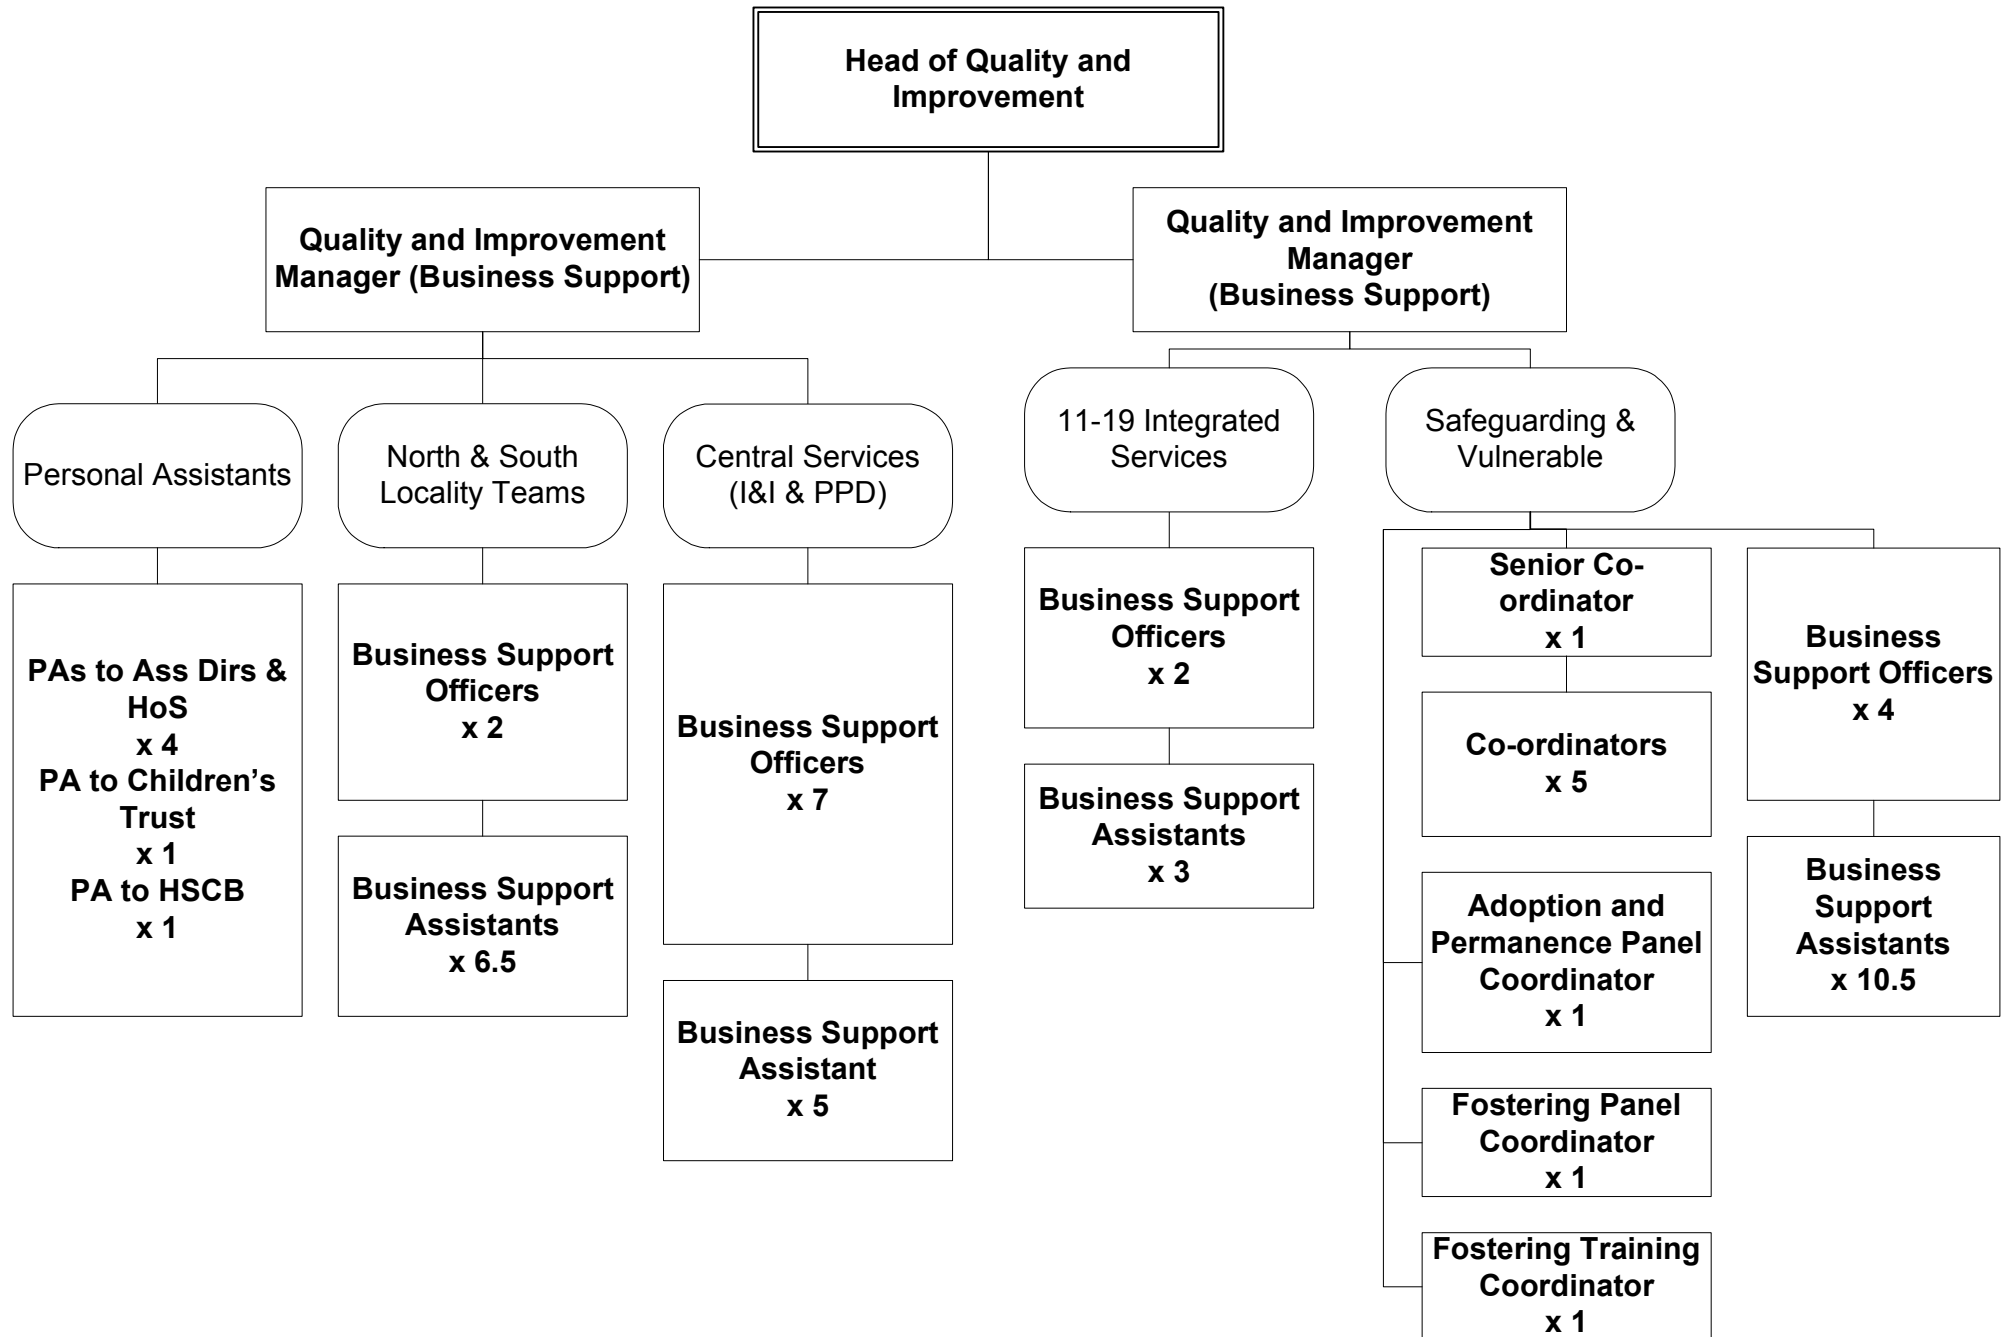 Head of Quality and
Improvement
Quality and Improvement
Manager (Business Support)
Quality and Improvement
Manager
(Business Support)
Personal Assistants
North & South
Locality Teams
Central Services
(I&I & PPD)
11-19 Integrated
Services
Safeguarding &
Vulnerable
PAs to Ass Dirs &
HoS
x 4
PA to Children’s
Trust
x 1
PA to HSCB
x 1
Business Support
Officers
x 2
Business Support
Assistants
x 6.5
Business Support
Officers
x 7
Business Support
Assistant
x 5
Business Support
Officers
x 2
Business Support
Assistants
x 3
Senior Co-
ordinator
x 1
Co-ordinators
x 5
Adoption and
Permanence Panel
Coordinator
x 1
Fostering Panel
Coordinator
x 1
Fostering Training
Coordinator
x 1
Business
Support Officers
x 4
Business
Support
Assistants
x 10.5